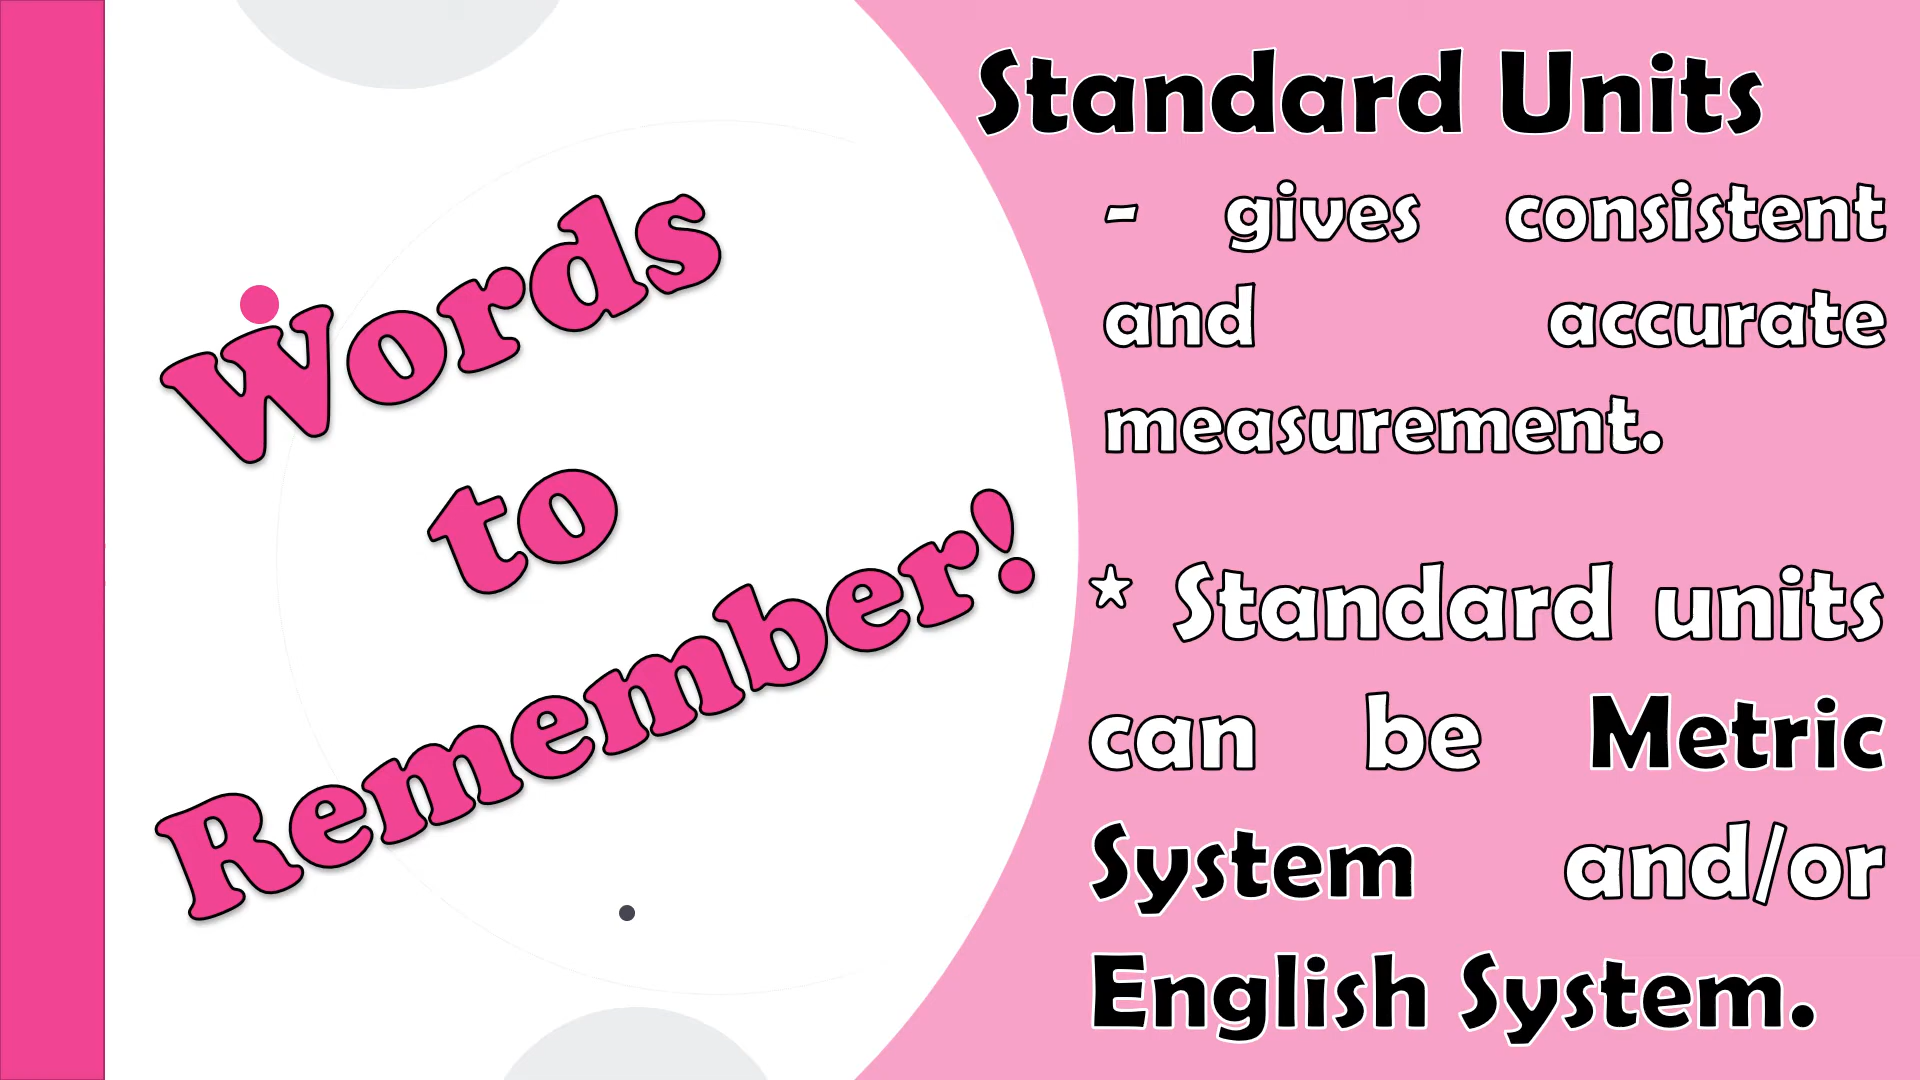 Words
to
Remember!
Standard Units
- gives consistent
and accurate
measurement.
* Standard units
can be Metric
System and/or
English System.